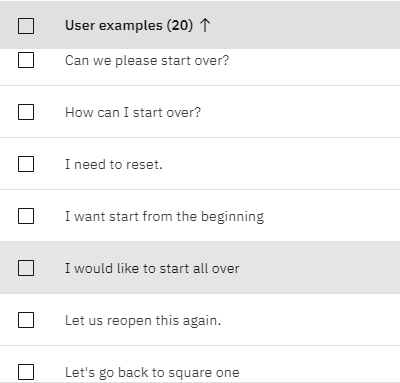 User examples (20) ↑
Can we please start over?
How can I start over?
I need to reset.
I want start from the beginning
I would like to start all over
Let us reopen this again.
Let's go back to square one